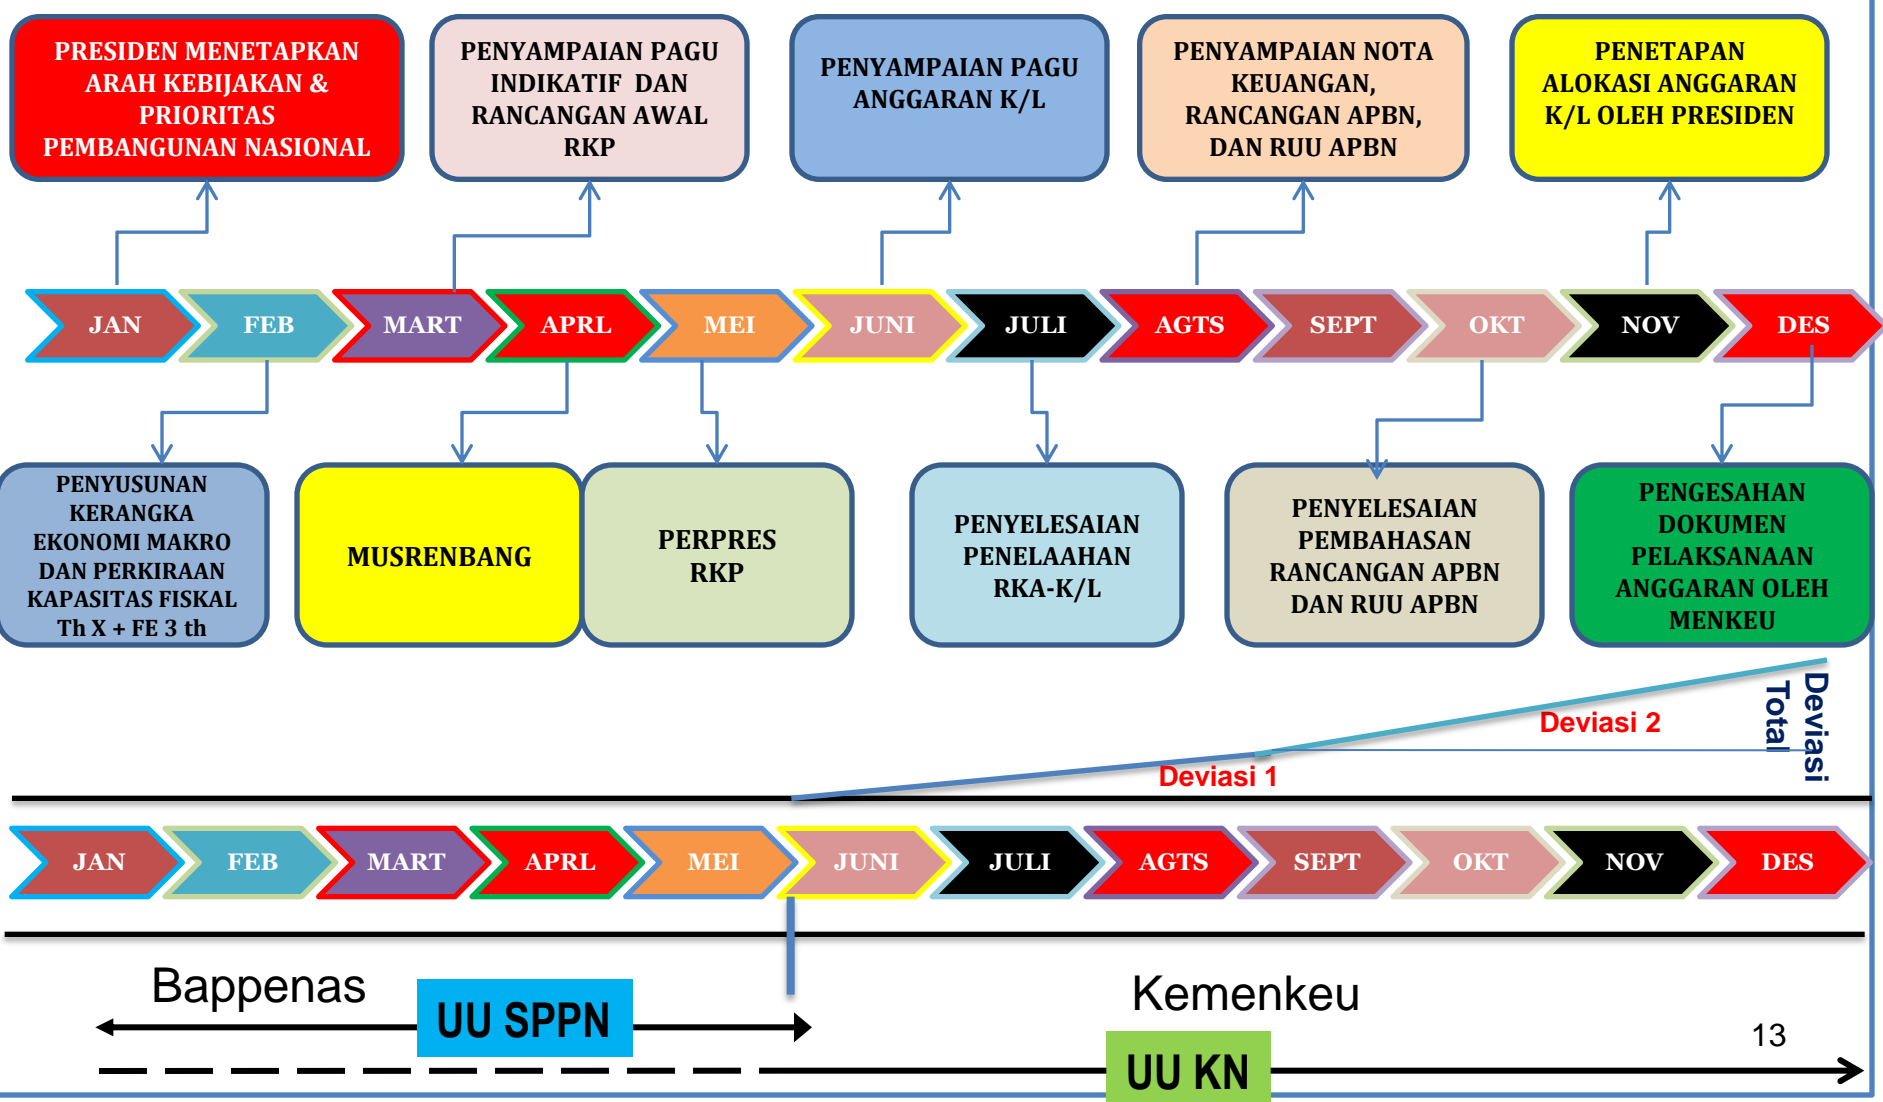 PRESIDEN MENETAPKAN
ARAH KEBIJAKAN &
PRIORITAS
PEMBANGUNAN NASIONAL
PENYAMPAIAN PAGU
INDIKATIF DAN
RANCANGAN AWAL
RKP
PENYAMPAIAN PAGU
ANGGARAN K/L
PENYAMPAIAN NOTA
KEUANGAN,
RANCANGAN APBN,
DAN RUU APBN
PENETAPAN
ALOKASI ANGGARAN
K/L OLEH PRESIDEN
JAN
FEB
MART
APRL
MEI
JUNI
JULI
AGTS
SEPT
OKT
NOV
DES
PENYUSUNAN
KERANGKA
EKONOMI MAKRO
DAN PERKIRAAN
KAPASITAS FISKAL
Th X + FE 3 th
MUSRENBANG
PERPRES
RKP
PENYELESAIAN
PENELAAHAN
RKA-K/L
PENYELESAIAN
PEMBAHASAN
RANCANGAN APBN
DAN RUU APBN
PENGESAHAN
DOKUMEN
PELAKSANAAN
ANGGARAN OLEH
MENKEU
Deviasi 1
Deviasi 2
Deviasi
Total
JAN
FEB
MART
APRL
MEI
JUNI
JULI
AGTS
SEPT
OKT
NOV
DES
Bappenas
UU SPPN
Kemenkeu
UU KN
13